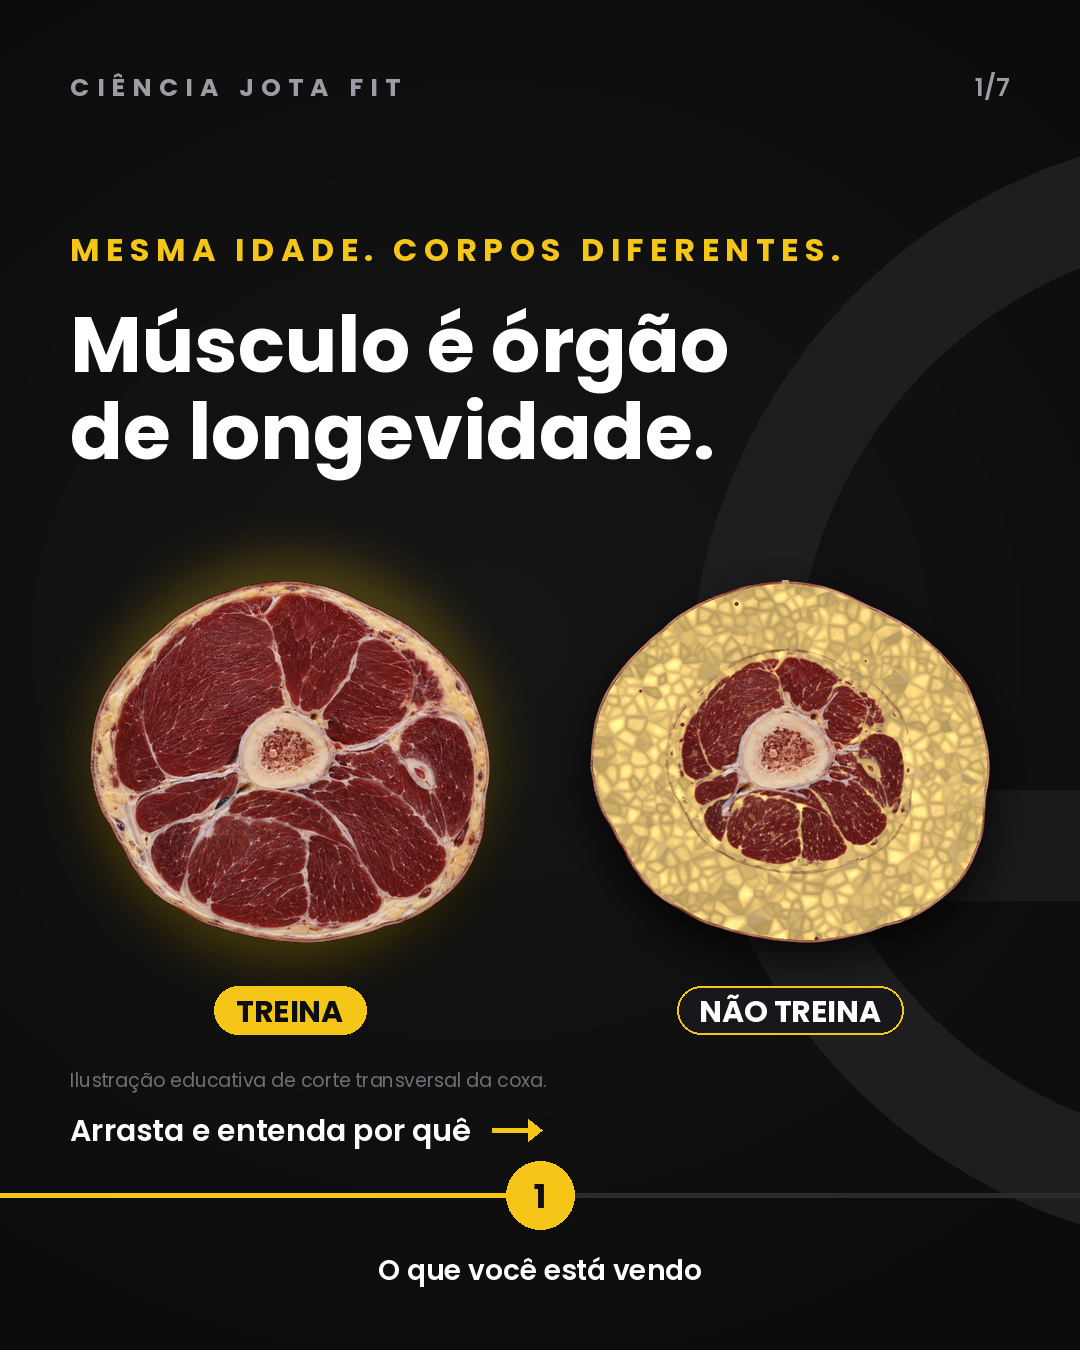 CIÊNCIA JOTA FIT
1/7
MESMA IDADE. CORPOS DIFERENTES.
Músculo é órgão
de longevidade.
TREINA
NÃO TREINA
Ilustração educativa de corte transversal da coxa.
Arrasta e entenda por quê
1
O que você está vendo